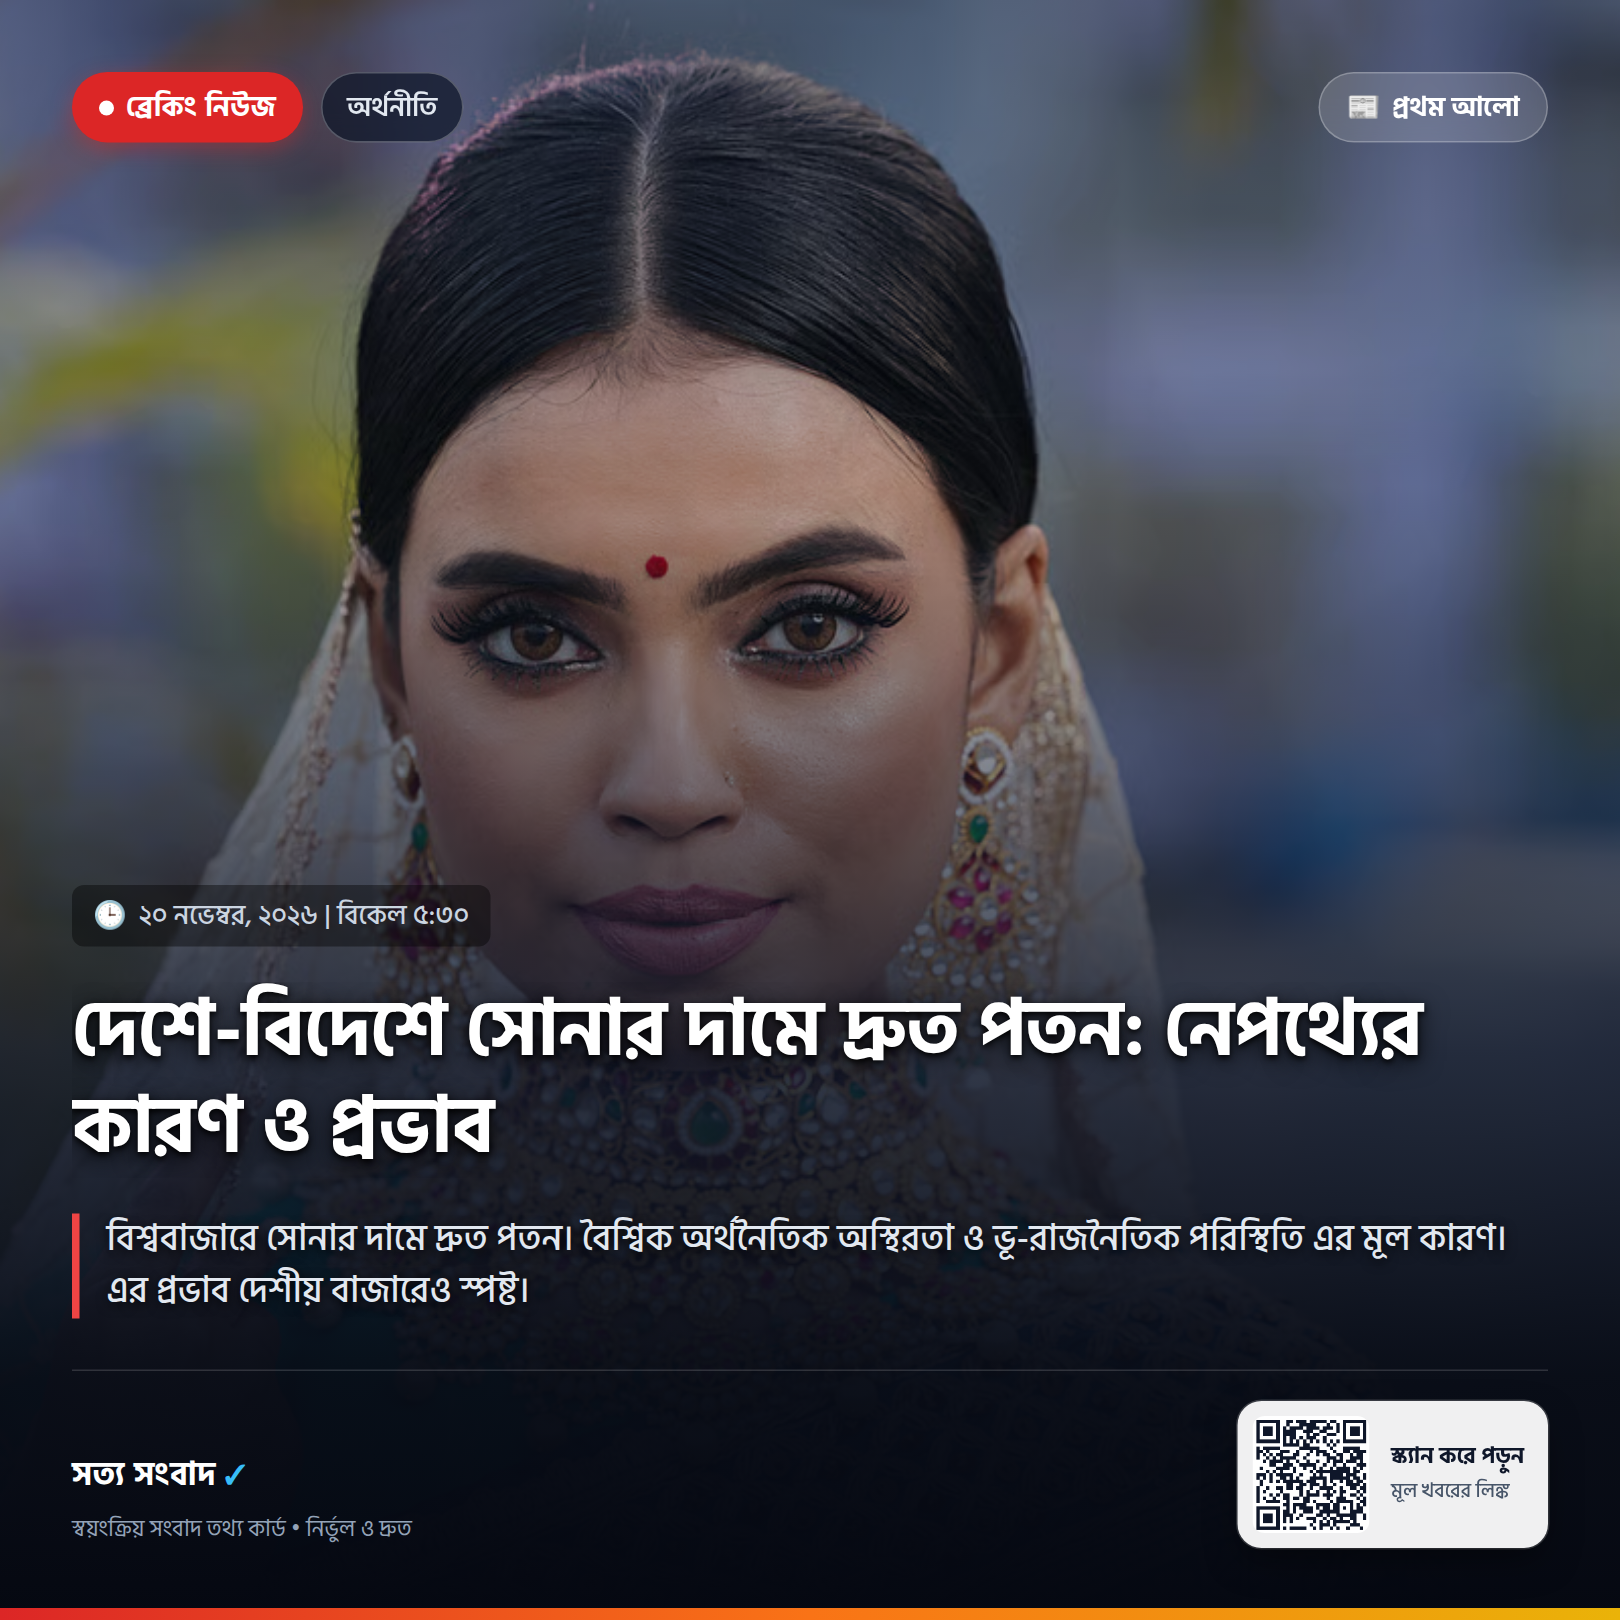 ব্রেকিং নিউজ
অর্থনীতি
প্রথম আলো
২০ নভেম্বর, ২০২৬ | বিকেল ৫:৩০
দেশে-বিদেশে সোনার দামে দ্রুত পতন: নেপথ্যের
কারণ ও প্রভাব
বিশ্ববাজারে সোনার দামে দ্রুত পতন। বৈশ্বিক অর্থনৈতিক অস্থিরতা ও ভূ-রাজনৈতিক পরিস্থিতি এর মূল কারণ।
এর প্রভাব দেশীয় বাজারেও স্পষ্ট।
সত্য সংবাদ ✓
স্বয়ংক্রিয় সংবাদ তথ্য কার্ড • নির্ভুল ও দ্রুত
স্ক্যান করে পড়ুন
মূল খবরের লিঙ্ক